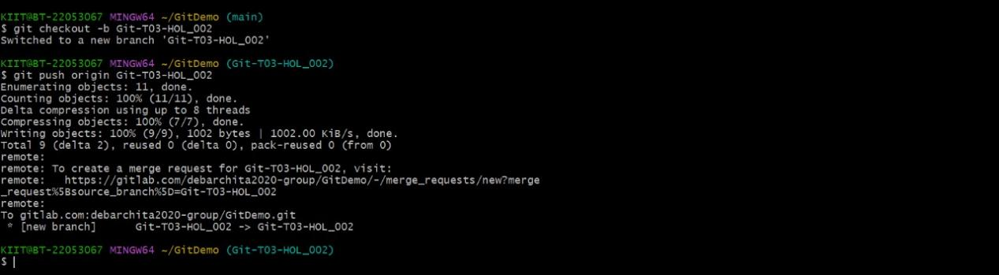 KIIT@BT-22053067 MINGW64 ~/GitDemo (main)
$ git checkout -b Git-T03-HOL_002
Switched to a new branch 'Git-T03-HOL_002'
KIIT@BT-22053067 MINGW64 ~/GitDemo (Git-T03-HOL_002)
$ git push origin Git-T03-HOL_002
Enumerating objects: 11, done.
Counting objects: 100% (11/11), done.
Delta compression using up to 8 threads
Compressing objects: 100% (7/7), done.
Writing objects: 100% (9/9), 1002 bytes | 1002.00 KiB/s, done.
Total 9 (delta 2), reused 0 (delta 0), pack-reused 0 (from 0)
remote:
remote: To create a merge request for Git-T03-HOL_002, visit:
remote:   https://gitlab.com/debarchita2020-group/GitDemo/-/merge_requests/new?merge
_request%5Bsource_branch%5D=Git-T03-HOL_002
remote:
To gitlab.com:debarchita2020-group/GitDemo.git
 * [new branch]      Git-T03-HOL_002 -> Git-T03-HOL_002
KIIT@BT-22053067 MINGW64 ~/GitDemo (Git-T03-HOL_002)
$